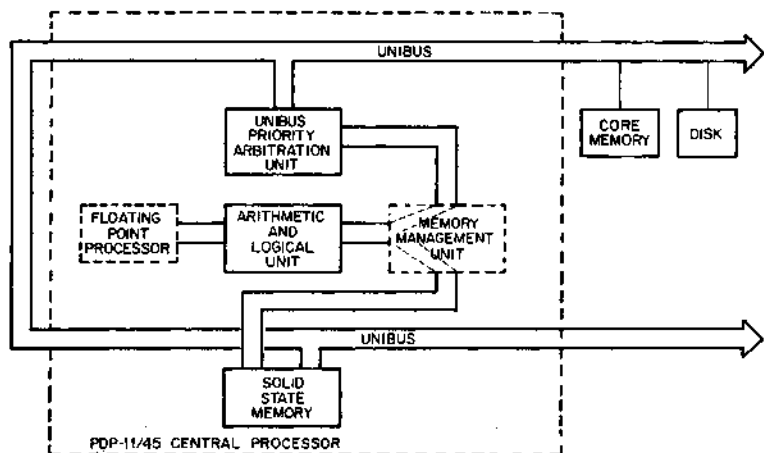 UNIBUS
UNIBUS
PRIORITY
ARBITRATION
UNIT
CORE
MEMORY
DISK
FLOATING
POINT
PROCESSOR
ARITHMETIC
AND
LOGICAL
UNIT
MEMORY
MANAGEMENT
UNIT
UNIBUS
SOLID
STATE
MEMORY
PDP-11/45 CENTRAL PROCESSOR